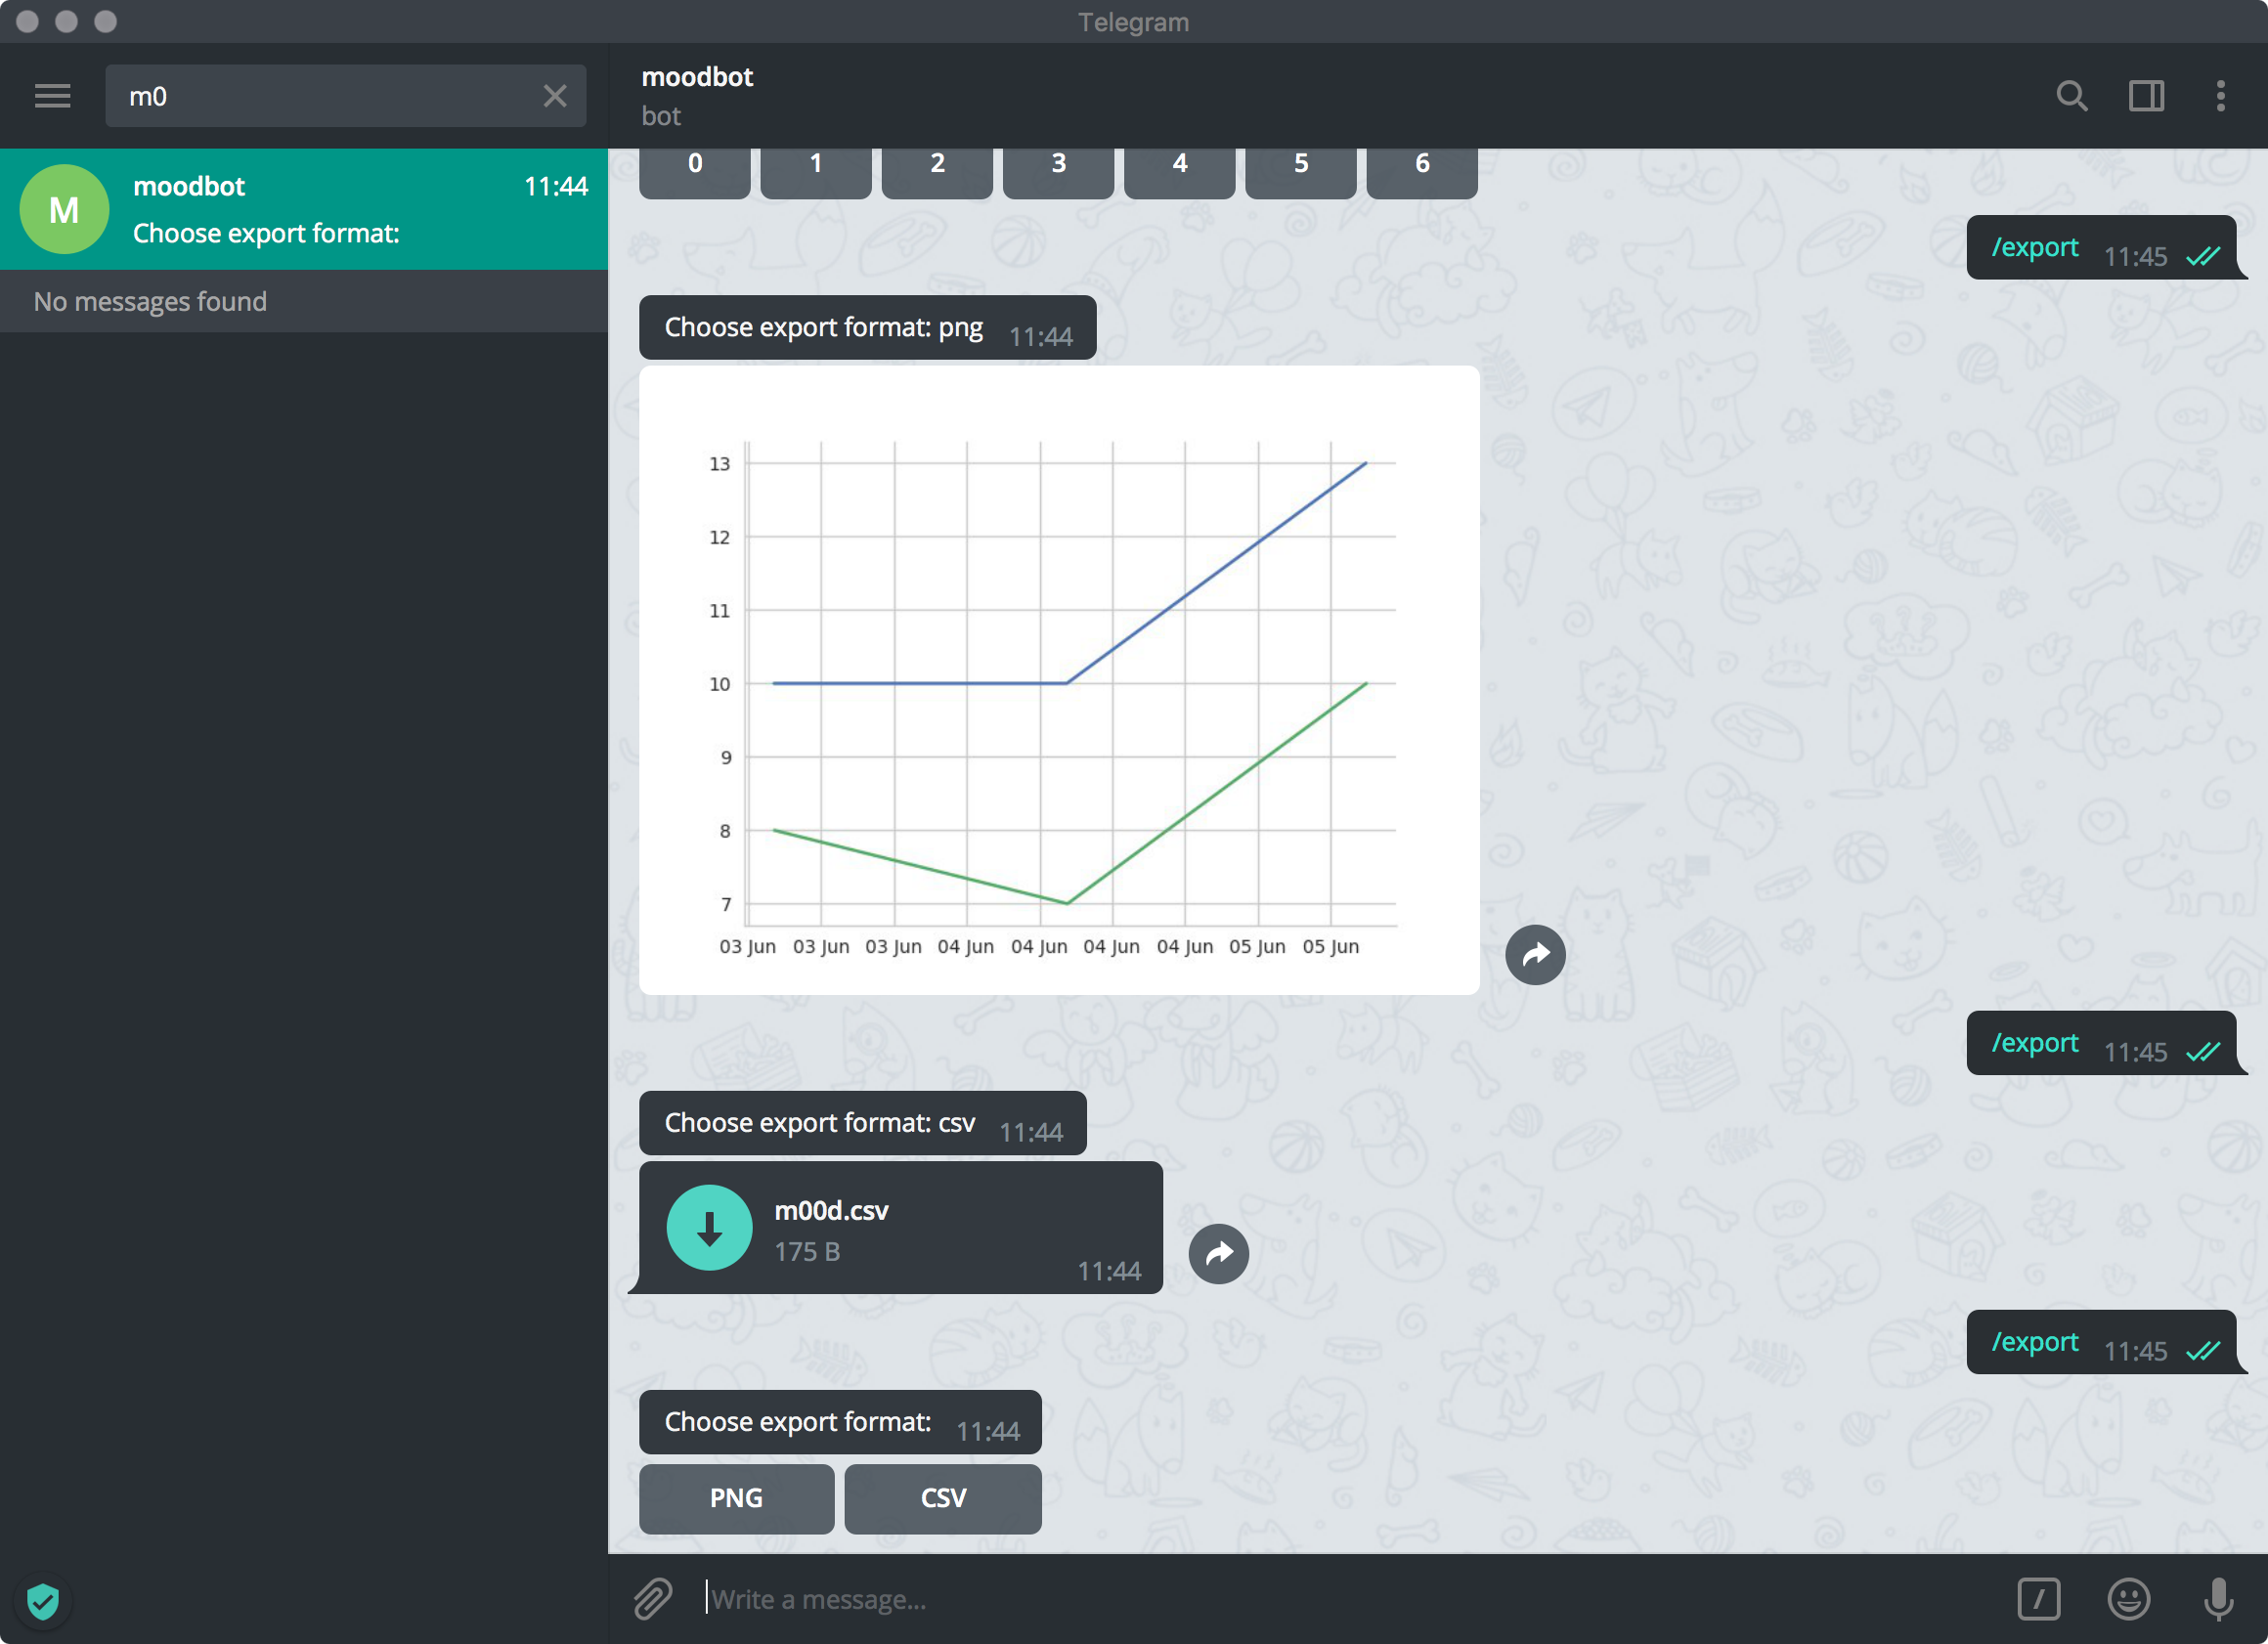 Telegram
m0
moodbot
bot
M
moodbot
11:44
Choose export format:
No messages found
0 1 2 3 4 5 6
/export 11:45
Choose export format: png 11:44
13
12
11
10
9
8
7
03 Jun 03 Jun 03 Jun 04 Jun 04 Jun 04 Jun 04 Jun 05 Jun 05 Jun
/export 11:45
Choose export format: csv 11:44
m00d.csv
175 B
11:44
/export 11:45
Choose export format: 11:44
PNG CSV
Write a message...